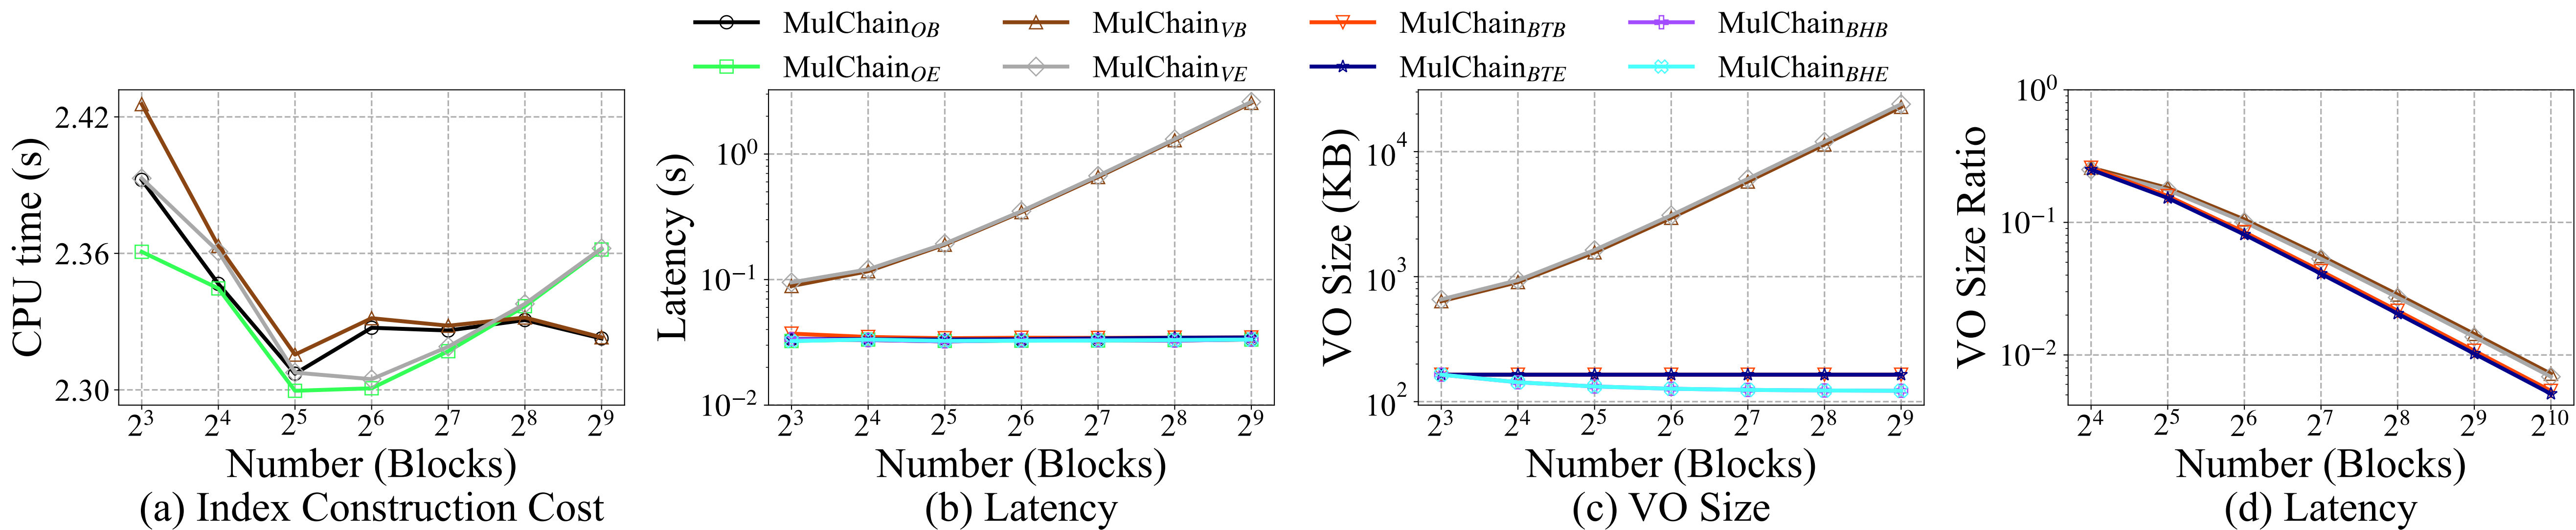 MulChain_OB MulChain_VB MulChain_BTB MulChain_BHB
MulChain_OE MulChain_VE MulChain_BTE MulChain_BHE
CPU time (s)
2.42
2.36
2.30
2^3 2^4 2^5 2^6 2^7 2^8 2^9
Number (Blocks)
(a) Index Construction Cost
Latency (s)
10^0
10^-1
10^-2
2^3 2^4 2^5 2^6 2^7 2^8 2^9
Number (Blocks)
(b) Latency
VO Size (KB)
10^4
10^3
10^2
2^3 2^4 2^5 2^6 2^7 2^8 2^9
Number (Blocks)
(c) VO Size
VO Size Ratio
10^0
10^-1
10^-2
2^4 2^5 2^6 2^7 2^8 2^9 2^10
Number (Blocks)
(d) Latency